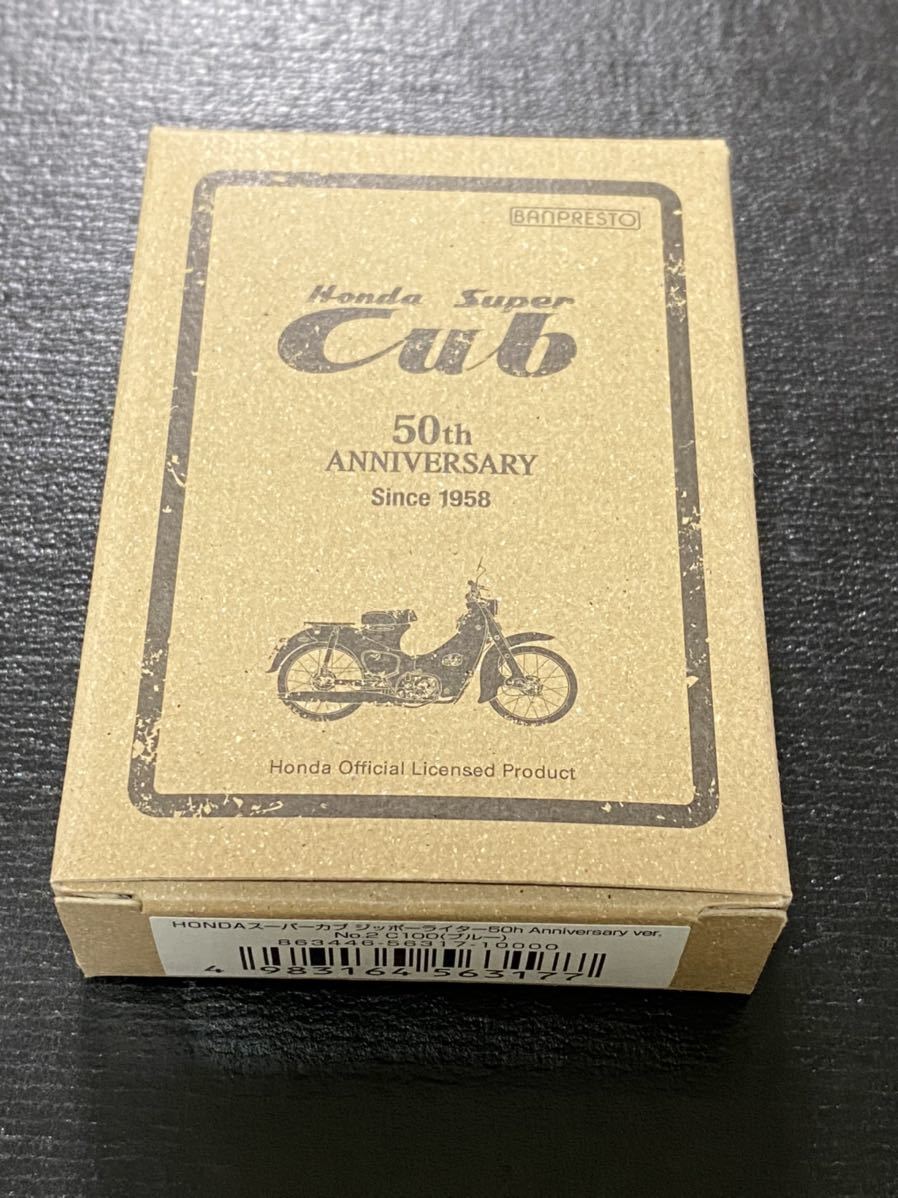 BANPRESTO
Honda Super
Cub
50th
ANNIVERSARY
Since 1958
Honda Official Licensed Product
HONDAスーパーカブ ジッポーライター50h Anniversary ver.
No.2 C100(ブルー)
863446-56317-10000
4 983164 563177